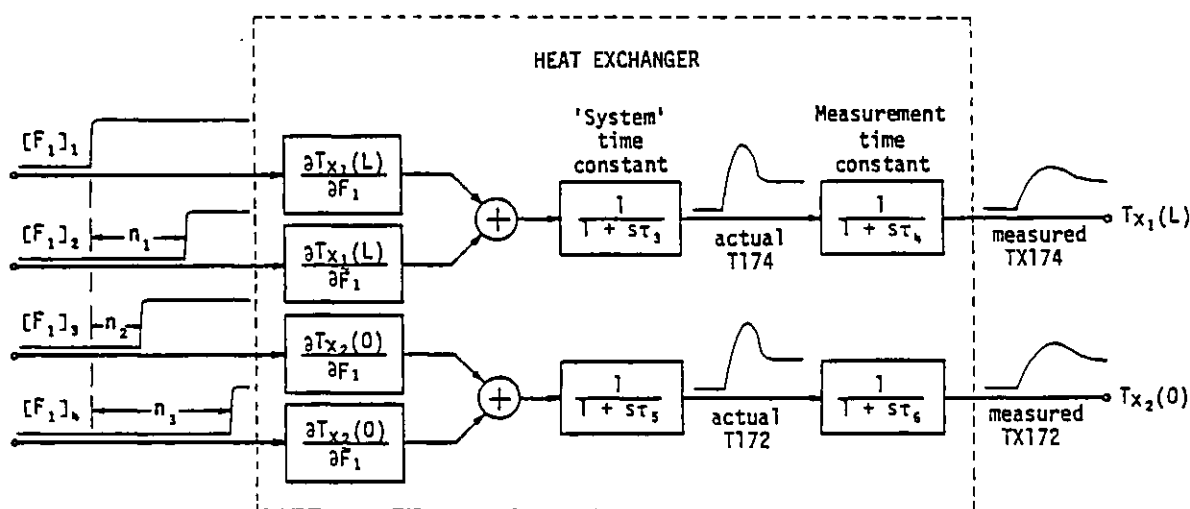 HEAT EXCHANGER
[F₁]₁
∂Tx₁(L)
∂F₁
'System'
time
constant
1
1 + sτ₃
actual
T174
Measurement
time
constant
1
1 + sτ₄
measured
TX174
Tx₁(L)
[F₁]₂
n₁
∂Tx₁(L)
∂F̃₁
[F₁]₃
n₂
∂Tx₂(0)
∂F₁
1
1 + sτ₅
actual
T172
1
1 + sτ₆
measured
TX172
Tx₂(0)
[F₁]₄
n₃
∂Tx₂(0)
∂F̃₁